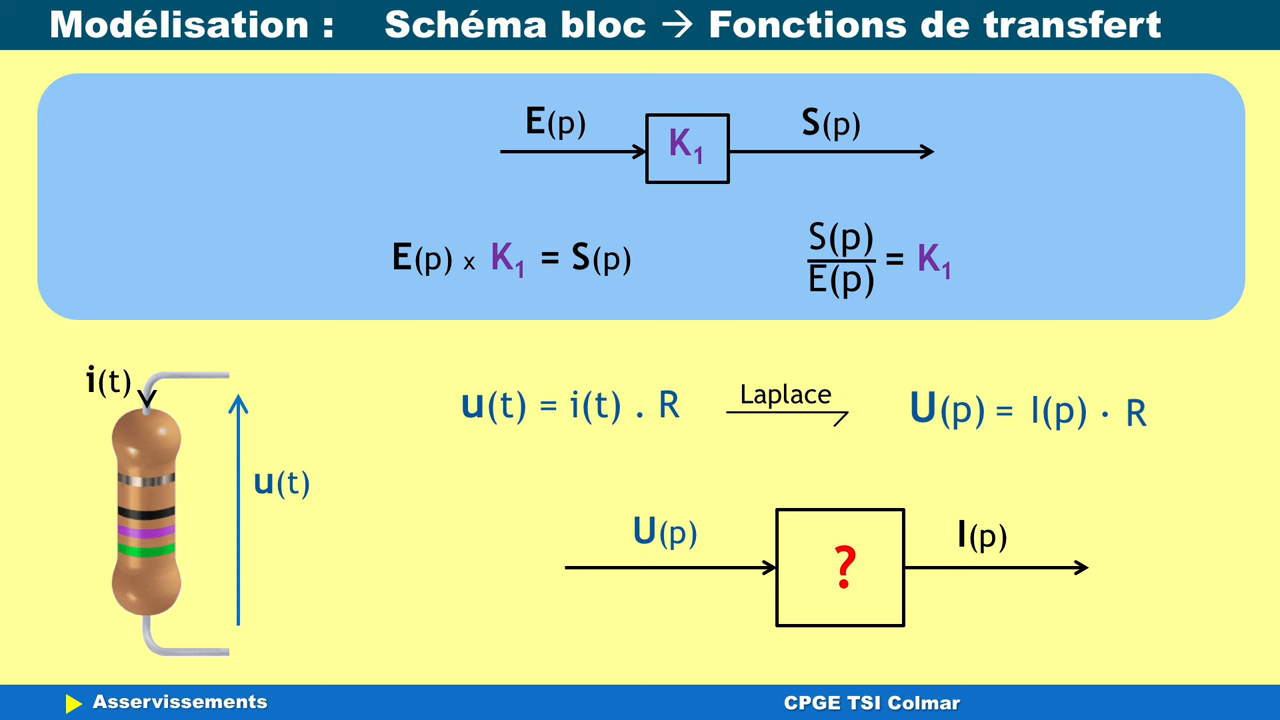 Modélisation : Schéma bloc → Fonctions de transfert
E(p) K1 S(p)
E(p) x K1 = S(p)
S(p)
E(p) = K1
i(t)
u(t) = i(t) . R
Laplace
U(p) = I(p) · R
u(t)
U(p) ? I(p)
Asservissements
CPGE TSI Colmar